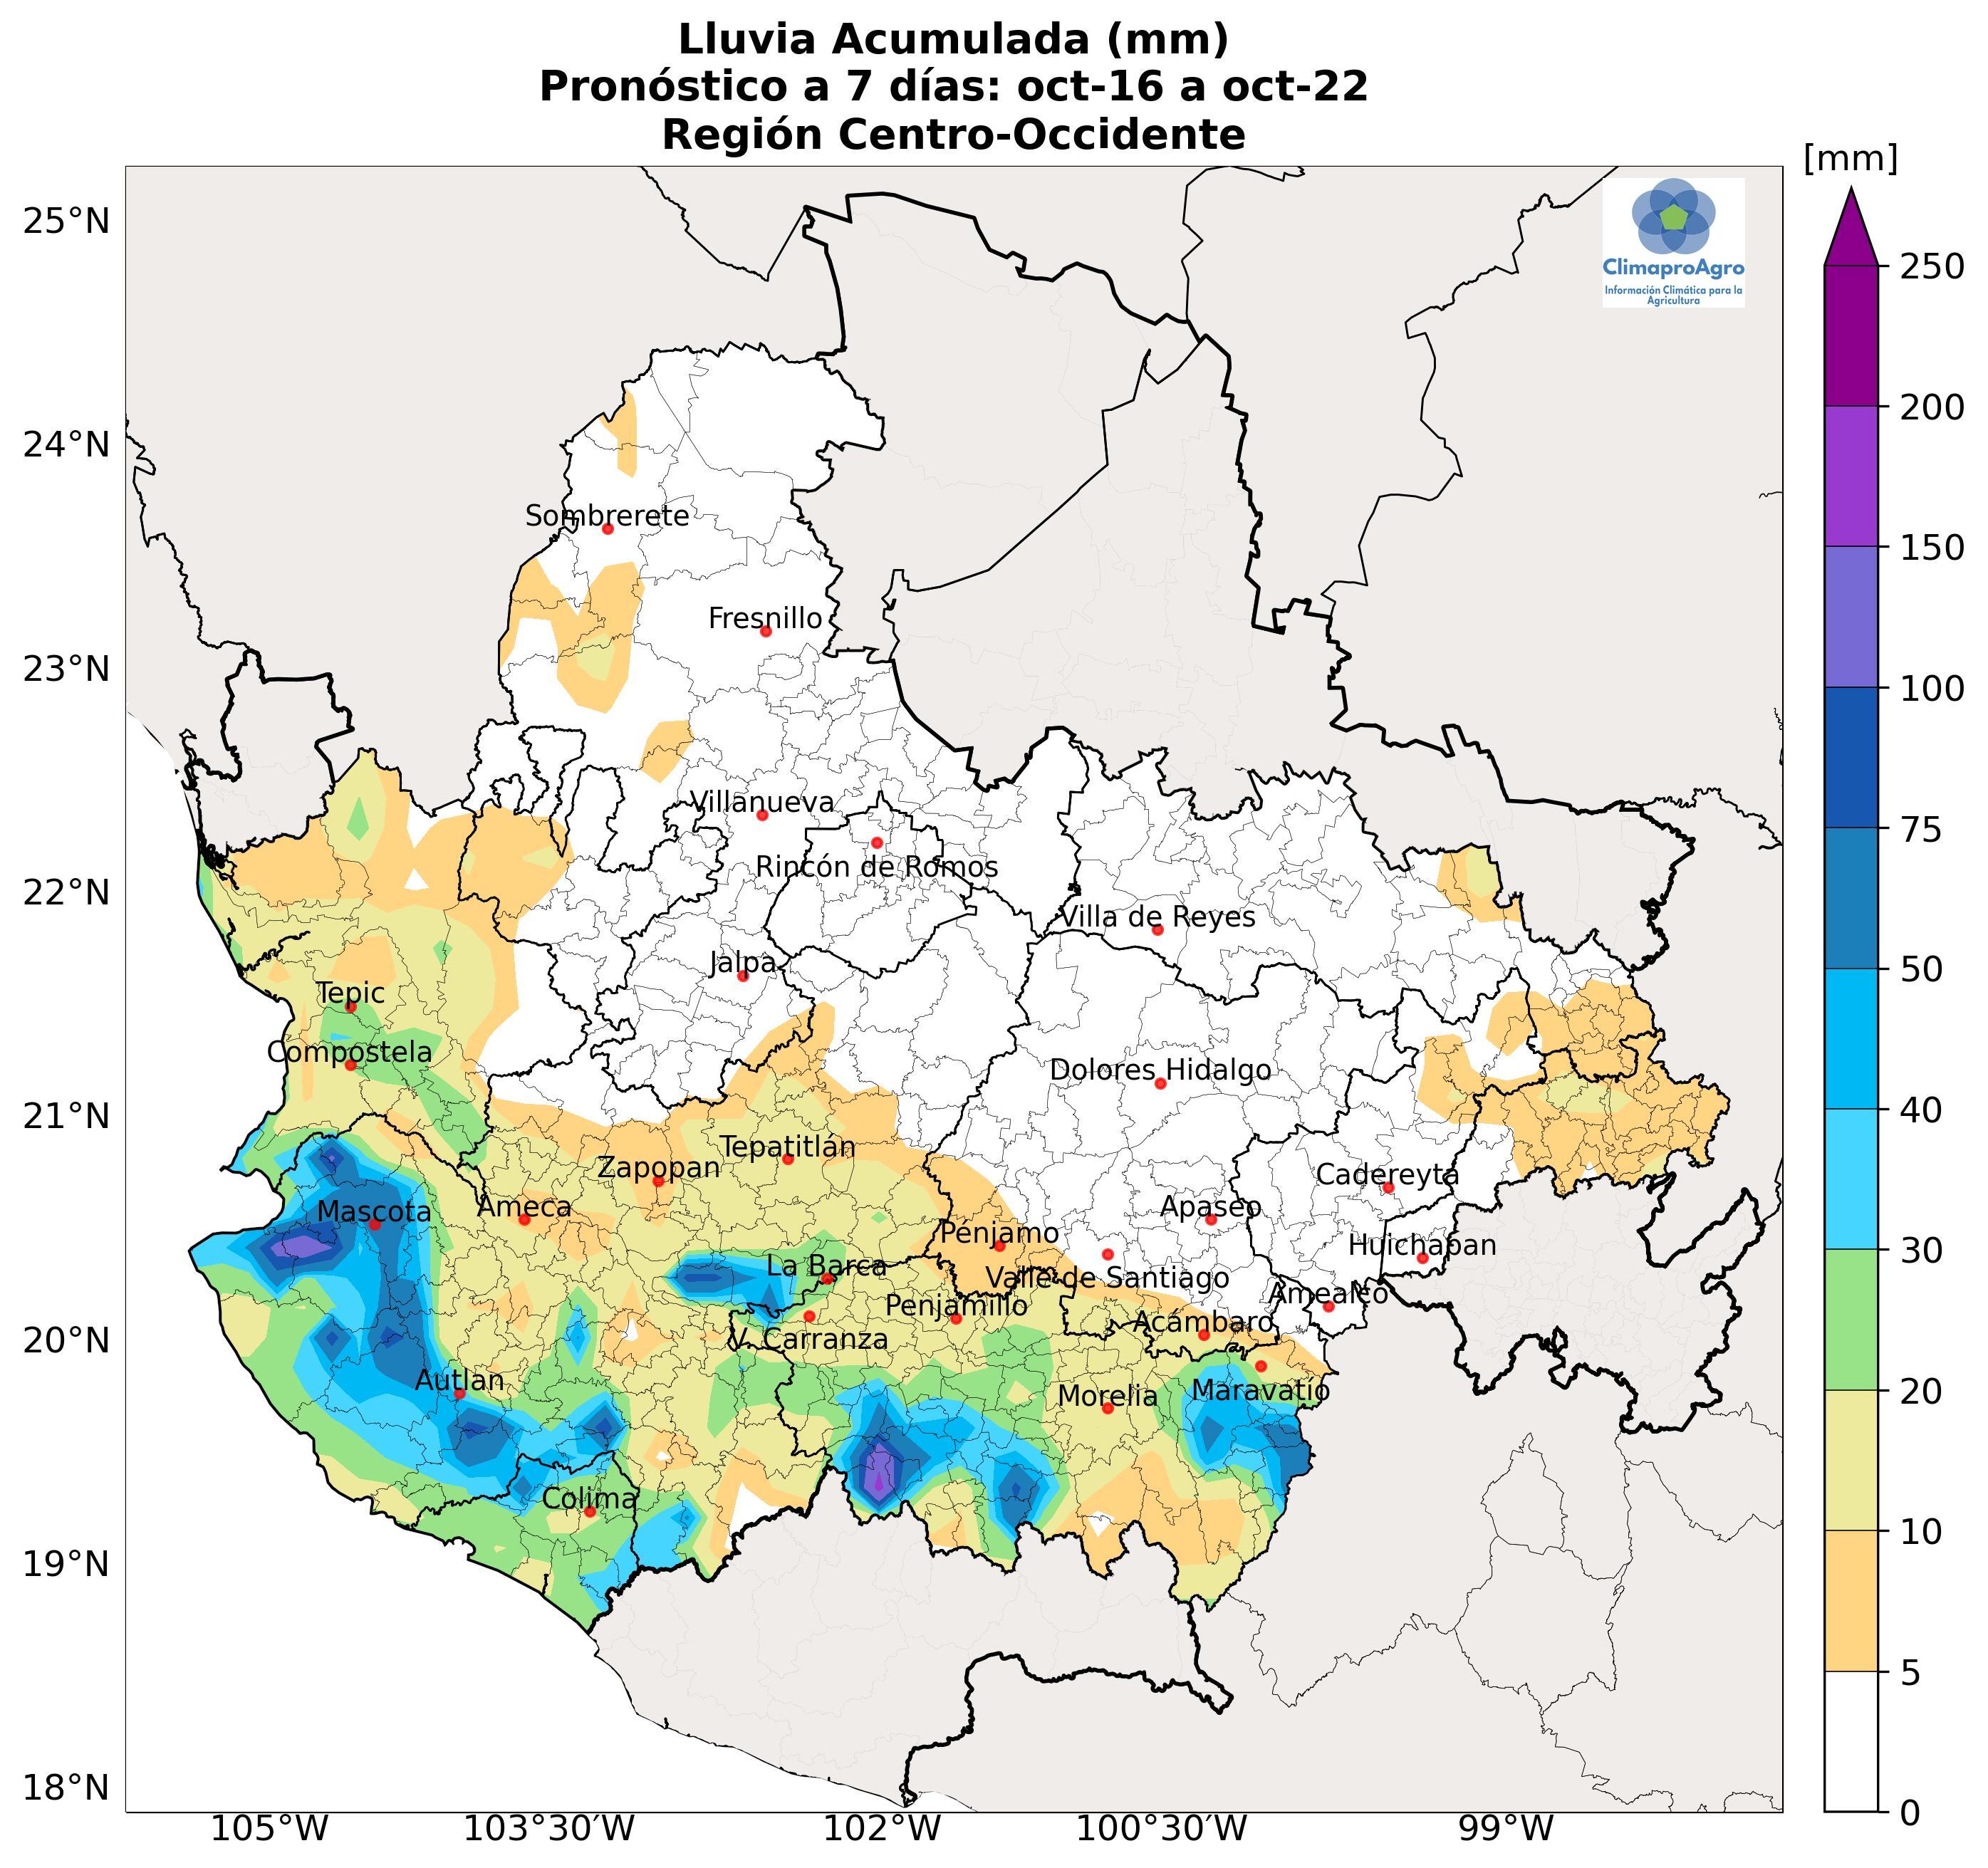 Lluvia Acumulada (mm)
Pronóstico a 7 días: oct-16 a oct-22
Región Centro-Occidente
[mm]
25°N
ClimaproAgro
Información Climática para la
Agricultura
250
200
24°N
150
Sombrerete
Fresnillo
23°N
100
Villanueva
75
Rincón de Romos
22°N
Villa de Reyes
Jalpa
50
Tepic
Compostela
Dolores Hidalgo
21°N
40
Tepatitlán
Zapopan
Cadereyta
Mascota
Ameca
Apaseo
Pénjamo
Huichapan
30
La Barca
Valle de Santiago
Amealco
Penjamillo
Acámbaro
20°N
V. Carranza
Autlan
Morelia
Maravatío
20
Colima
10
19°N
5
18°N
0
105°W
103°30'W
102°W
100°30'W
99°W